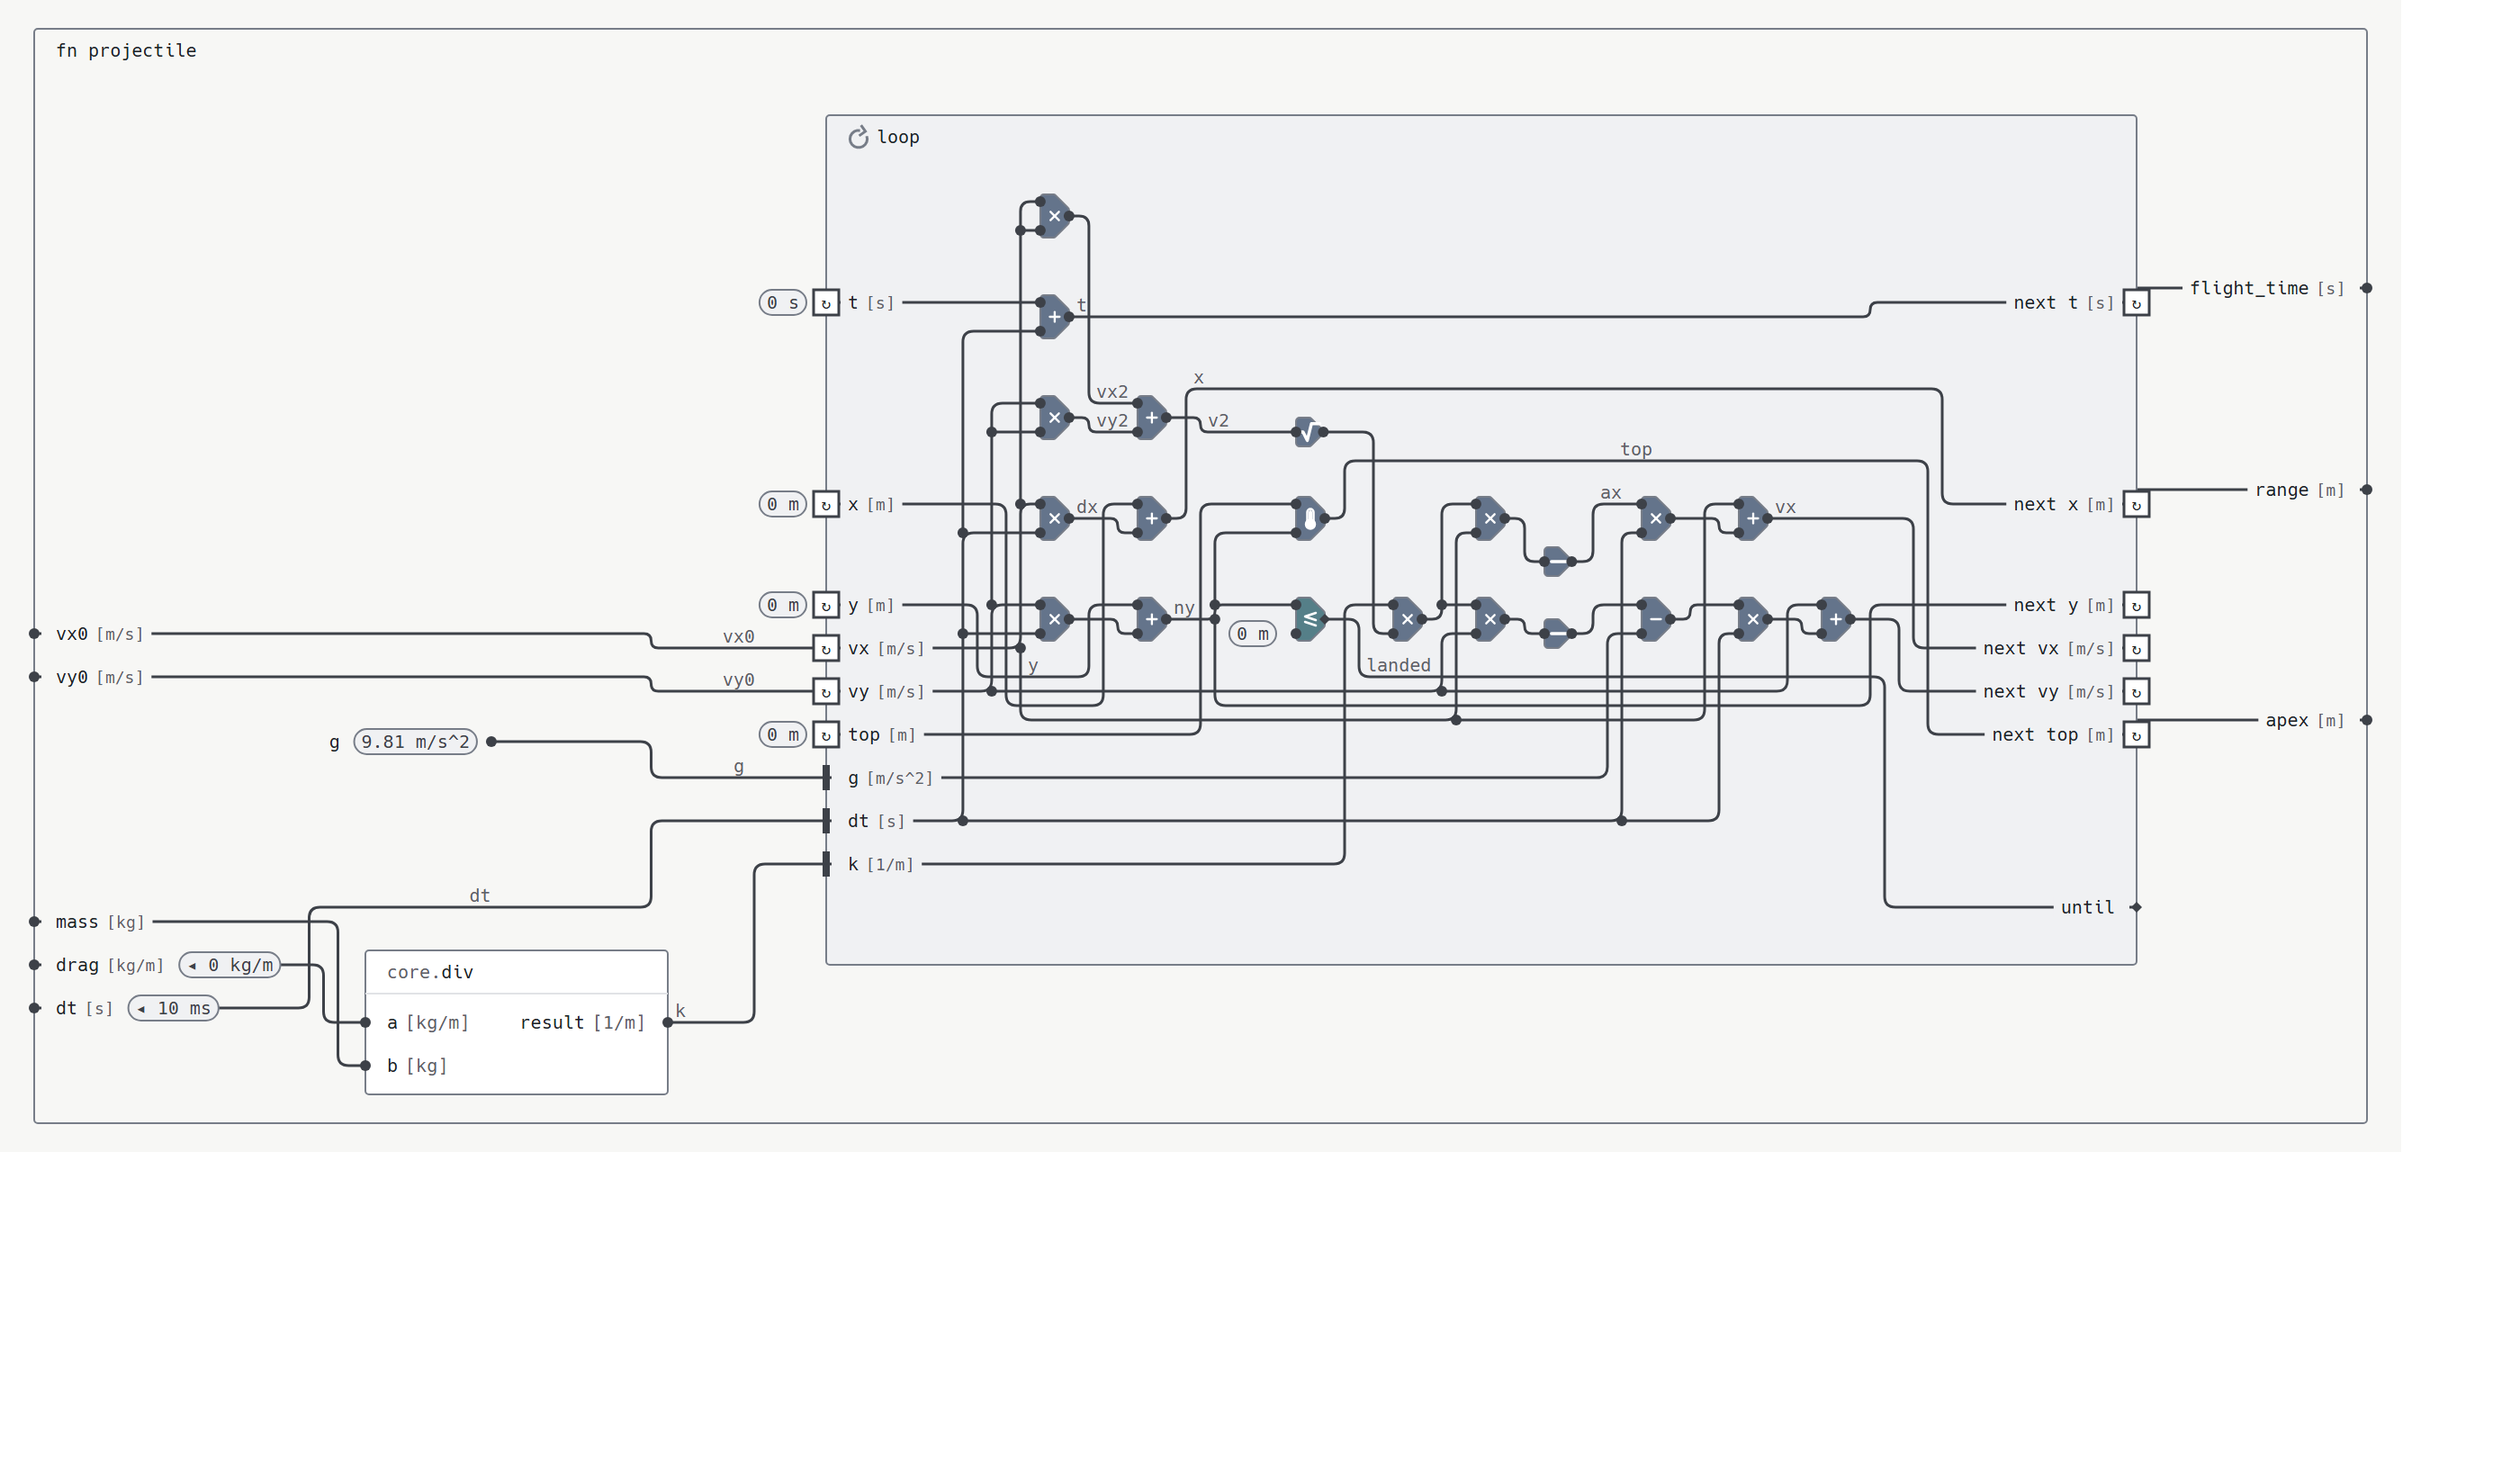 fn projectile
loop
t
0 s
t [s]
next t [s]
flight_time [s]
x
vx2
vy2
v2
top
0 m
x [m]
dx
ax
vx
next x [m]
range [m]
0 m
y [m]
ny
0 m
next y [m]
vx0 [m/s]
vx0
vx [m/s]
y
landed
next vx [m/s]
vy0 [m/s]
vy0
vy [m/s]
next vy [m/s]
0 m
top [m]
next top [m]
apex [m]
g 9.81 m/s^2
g
g [m/s^2]
dt [s]
k [1/m]
dt
until
mass [kg]
drag [kg/m] ◂ 0 kg/m
dt [s] ◂ 10 ms
core.div
a [kg/m] result [1/m]
k
b [kg]